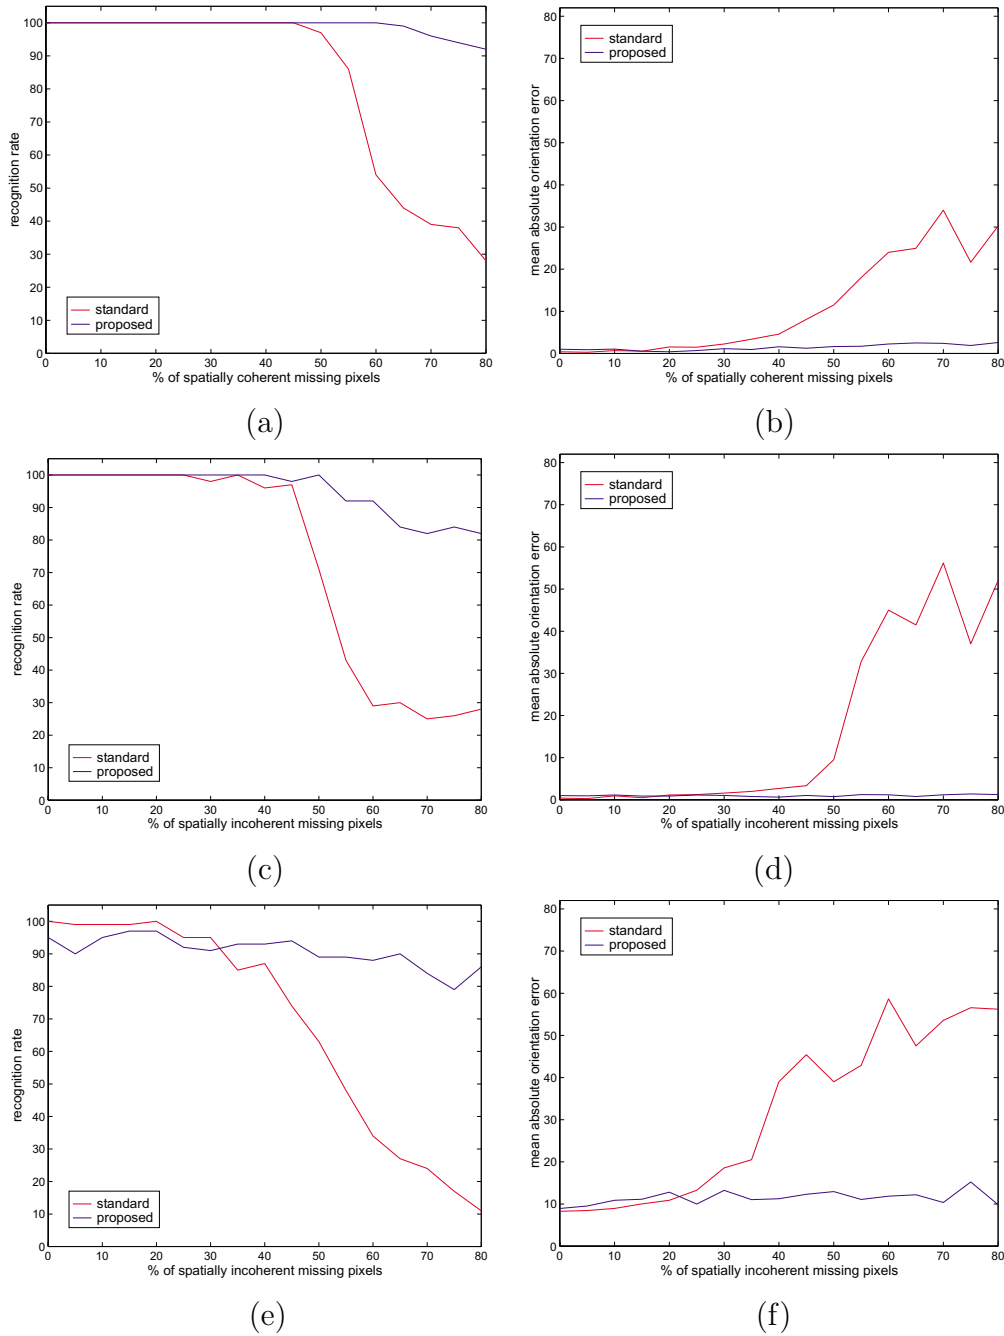 100
90
80
70
60
50
40
30
20
10
0
recognition rate
standard
proposed
0 10 20 30 40 50 60 70 80
% of spatially coherent missing pixels
(a)
80
70
60
50
40
30
20
10
0
mean absolute orientation error
standard
proposed
0 10 20 30 40 50 60 70 80
% of spatially coherent missing pixels
(b)
100
90
80
70
60
50
40
30
20
10
0
recognition rate
standard
proposed
0 10 20 30 40 50 60 70 80
% of spatially incoherent missing pixels
(c)
80
70
60
50
40
30
20
10
0
mean absolute orientation error
standard
proposed
0 10 20 30 40 50 60 70 80
% of spatially incoherent missing pixels
(d)
100
90
80
70
60
50
40
30
20
10
0
recognition rate
standard
proposed
0 10 20 30 40 50 60 70 80
% of spatially incoherent missing pixels
(e)
80
70
60
50
40
30
20
10
0
mean absolute orientation error
standard
proposed
0 10 20 30 40 50 60 70 80
% of spatially incoherent missing pixels
(f)